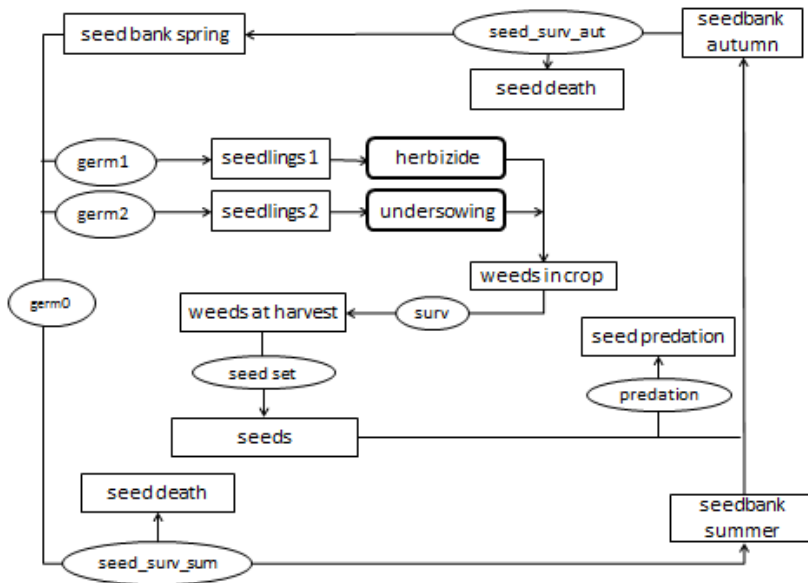 seed bank spring
seed_surv_aut
seedbank
autumn
seed death
germ1
seedlings 1
herbizide
germ2
seedlings 2
undersowing
weeds in crop
germ0
weeds at harvest
surv
seed predation
seed set
predation
seeds
seed death
seedbank
summer
seed_surv_sum